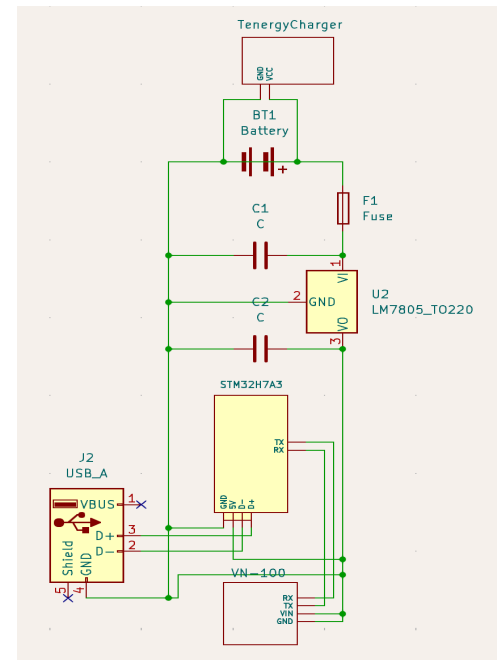 TenergyCharger
GND
VCC
BT1
Battery
+
F1
Fuse
C1
C
1
VI
U2
LM7805_TO220
2
GND
VO
3
C2
C
STM32H7A3
TX
RX
GND
5V
D-
D+
J2
USB_A
VBUS
1
D+
3
D-
2
Shield
GND
5
4
VN-100
RX
TX
VIN
GND